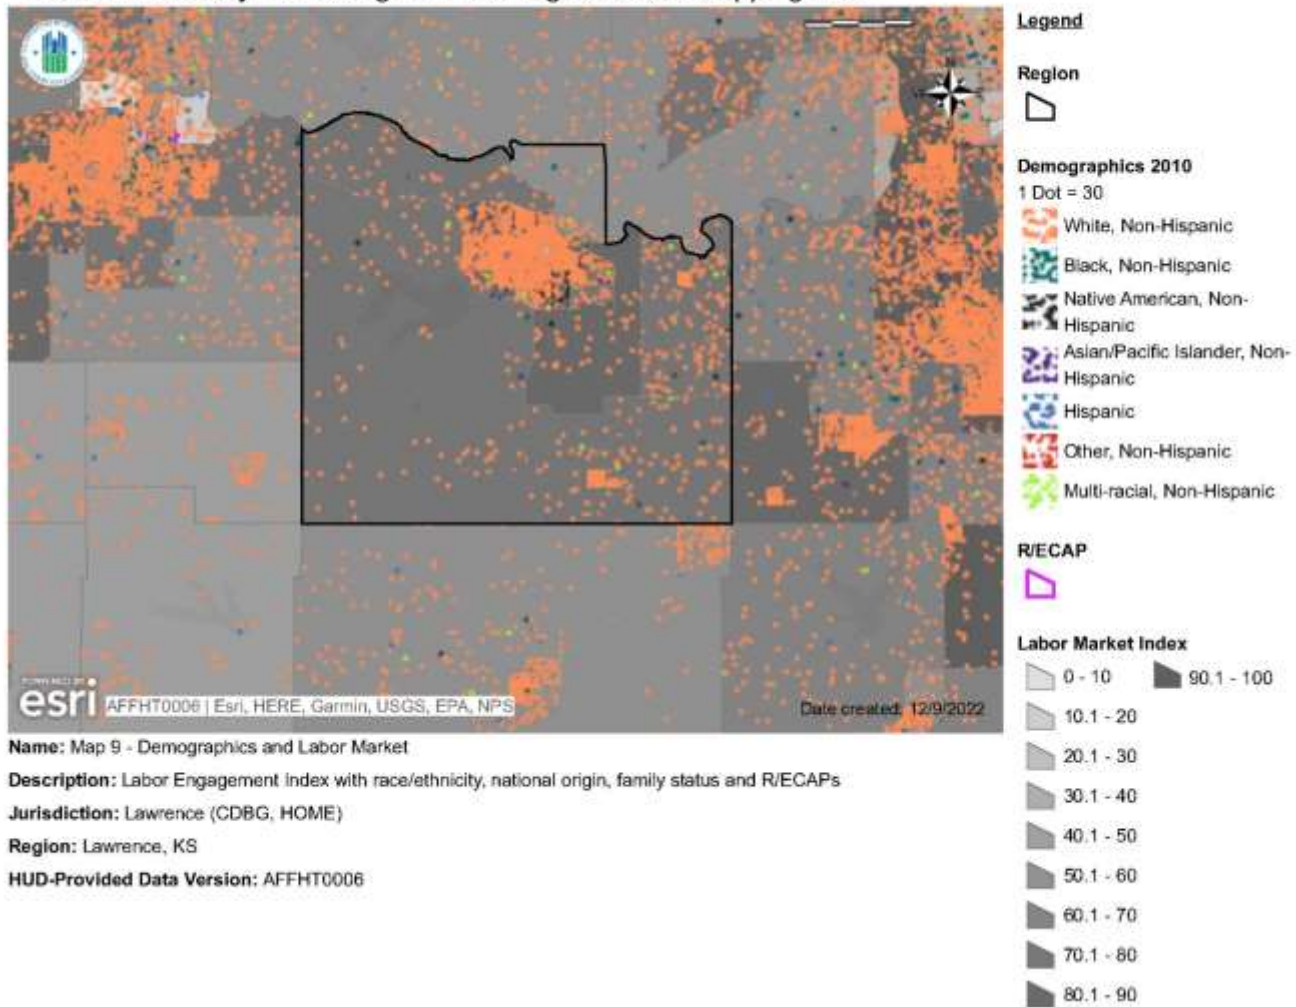 Legend
Region
Demographics 2010
1 Dot = 30
White, Non-Hispanic
Black, Non-Hispanic
Native American, Non-
Hispanic
Asian/Pacific Islander, Non-
Hispanic
Hispanic
Other, Non-Hispanic
Multi-racial, Non-Hispanic
R/ECAP
Labor Market Index
0 - 10
90.1 - 100
10.1 - 20
20.1 - 30
30.1 - 40
40.1 - 50
50.1 - 60
60.1 - 70
70.1 - 80
80.1 - 90
POWERED BY
esri
AFFHT0006 | Esri, HERE, Garmin, USGS, EPA, NPS
Date created: 12/9/2022
Name: Map 9 - Demographics and Labor Market
Description: Labor Engagement Index with race/ethnicity, national origin, family status and R/ECAPs
Jurisdiction: Lawrence (CDBG, HOME)
Region: Lawrence, KS
HUD-Provided Data Version: AFFHT0006